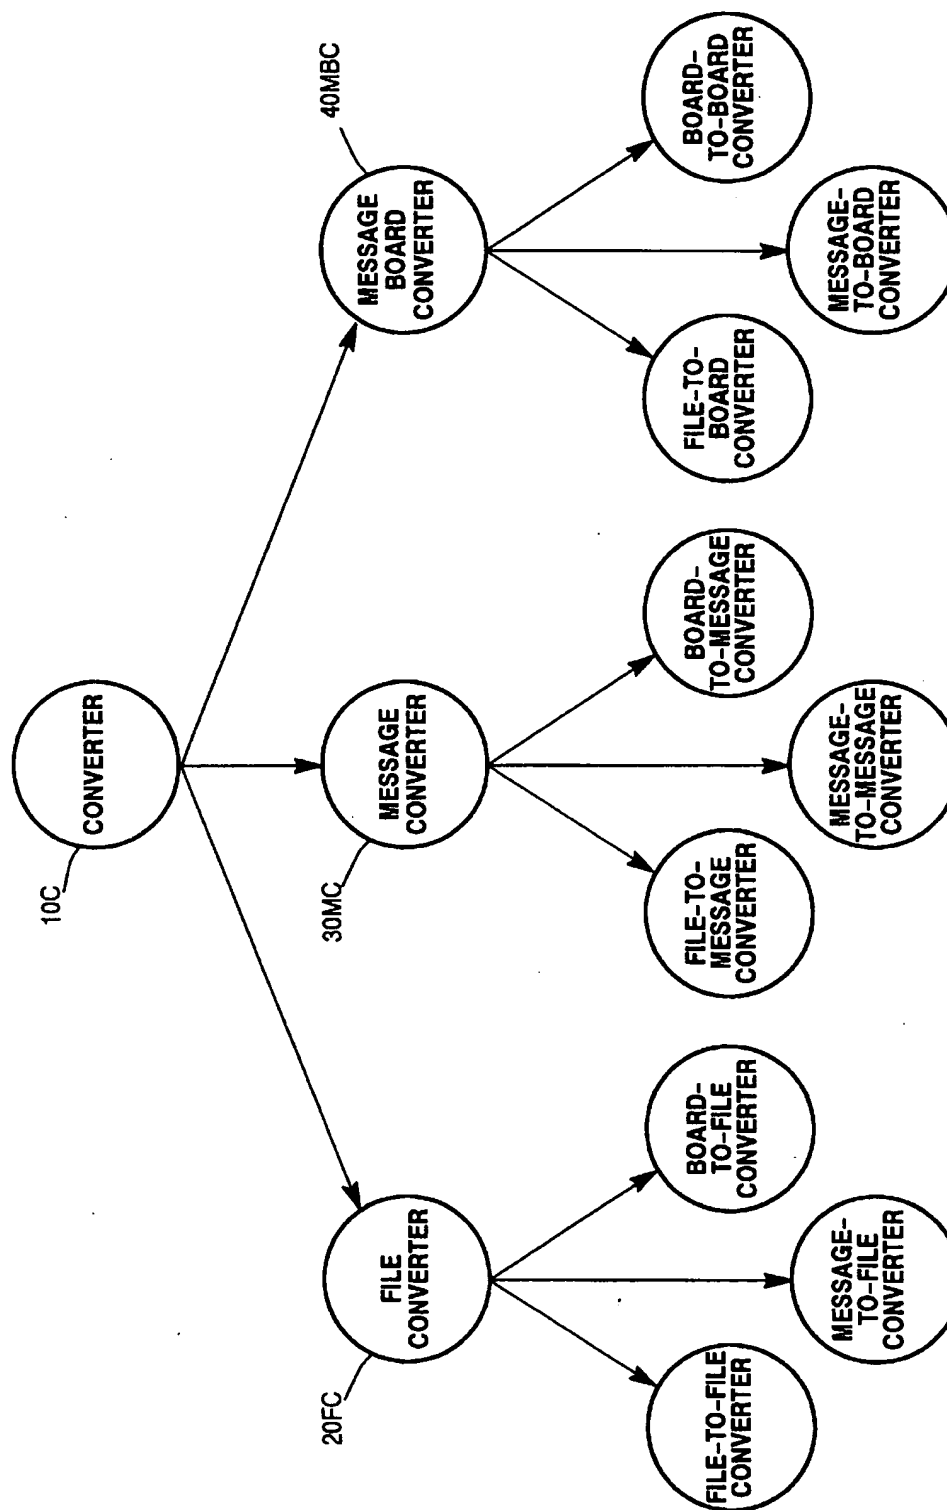 10C
CONVERTER
20FC
FILE
CONVERTER
30MC
MESSAGE
CONVERTER
40MBC
MESSAGE
BOARD
CONVERTER
FILE-TO-FILE
CONVERTER
MESSAGE-
TO-FILE
CONVERTER
BOARD-
TO-FILE
CONVERTER
FILE-TO-
MESSAGE
CONVERTER
MESSAGE-
TO-MESSAGE
CONVERTER
BOARD-
TO-MESSAGE
CONVERTER
FILE-TO-
BOARD
CONVERTER
MESSAGE-
TO-BOARD
CONVERTER
BOARD-
TO-BOARD
CONVERTER